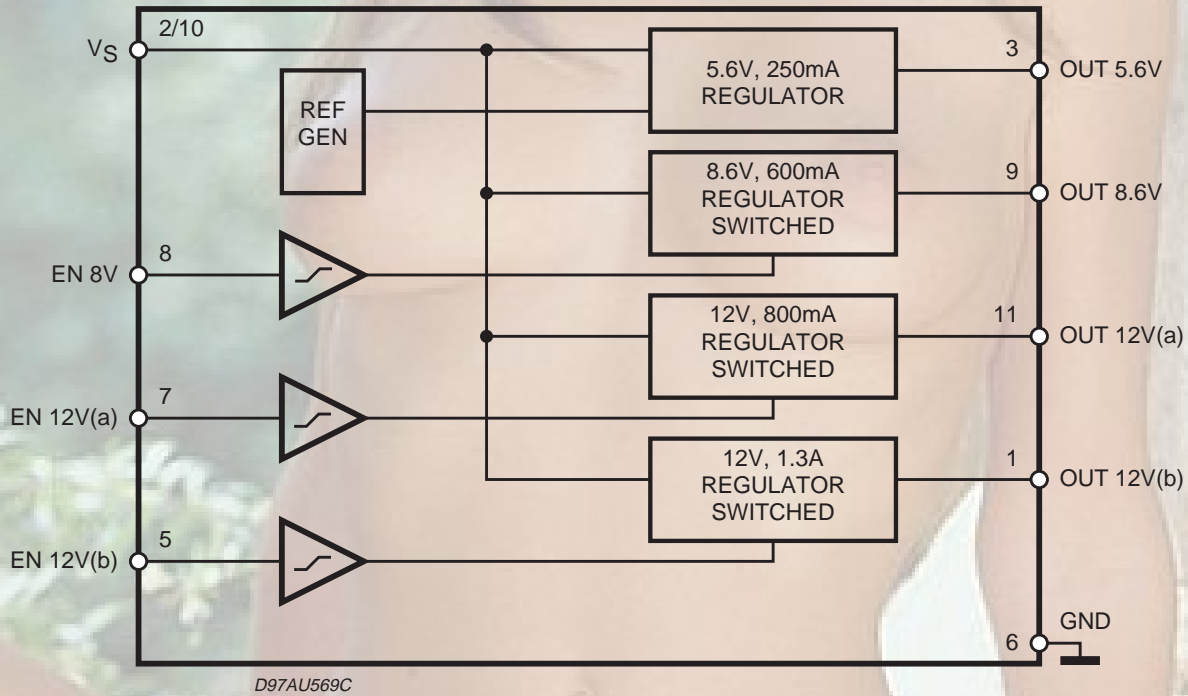 2/10
VS
3
5.6V, 250mA
REGULATOR
OUT 5.6V
REF
GEN
8.6V, 600mA
REGULATOR
SWITCHED
9
OUT 8.6V
8
EN 8V
12V, 800mA
REGULATOR
SWITCHED
11
OUT 12V(a)
7
EN 12V(a)
12V, 1.3A
REGULATOR
SWITCHED
1
OUT 12V(b)
5
EN 12V(b)
GND
6
D97AU569C